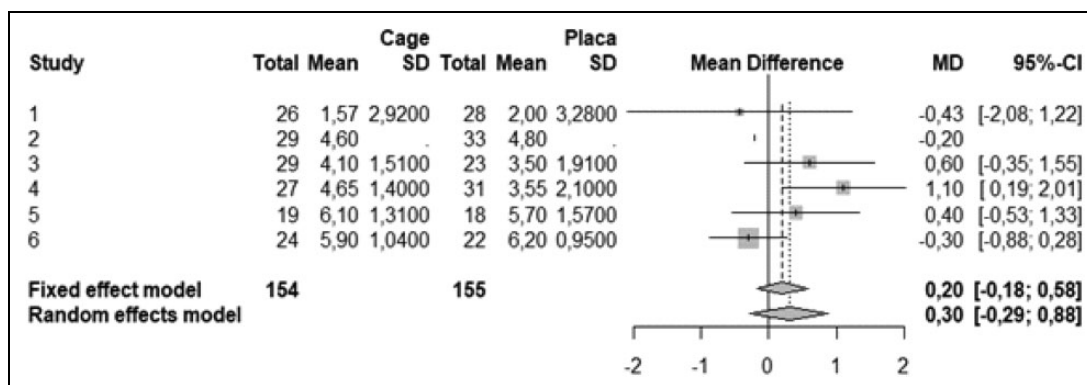 Cage Placa
Study Total Mean SD Total Mean SD Mean Difference MD 95%-CI
1 26 1,57 2,9200 28 2,00 3,2800 -0,43 [-2,08; 1,22]
2 29 4,60 . 33 4,80 . -0,20
3 29 4,10 1,5100 23 3,50 1,9100 0,60 [-0,35; 1,55]
4 27 4,65 1,4000 31 3,55 2,1000 1,10 [ 0,19; 2,01]
5 19 6,10 1,3100 18 5,70 1,5700 0,40 [-0,53; 1,33]
6 24 5,90 1,0400 22 6,20 0,9500 -0,30 [-0,88; 0,28]
Fixed effect model 154 155 0,20 [-0,18; 0,58]
Random effects model 0,30 [-0,29; 0,88]
-2 -1 0 1 2